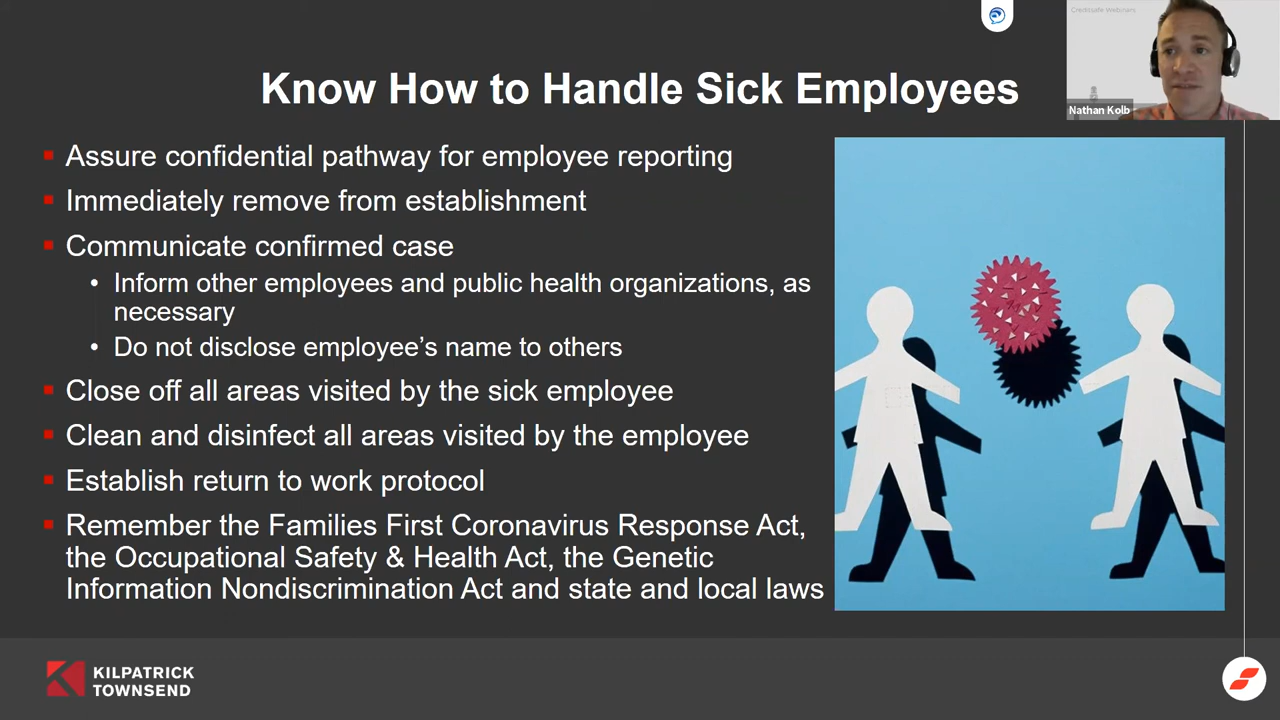 Creditsafe Webinars
Nathan Kolb
Know How to Handle Sick Employees
Assure confidential pathway for employee reporting
Immediately remove from establishment
Communicate confirmed case
• Inform other employees and public health organizations, as
necessary
• Do not disclose employee's name to others
Close off all areas visited by the sick employee
Clean and disinfect all areas visited by the employee
Establish return to work protocol
Remember the Families First Coronavirus Response Act,
the Occupational Safety & Health Act, the Genetic
Information Nondiscrimination Act and state and local laws
KILPATRICK
TOWNSEND